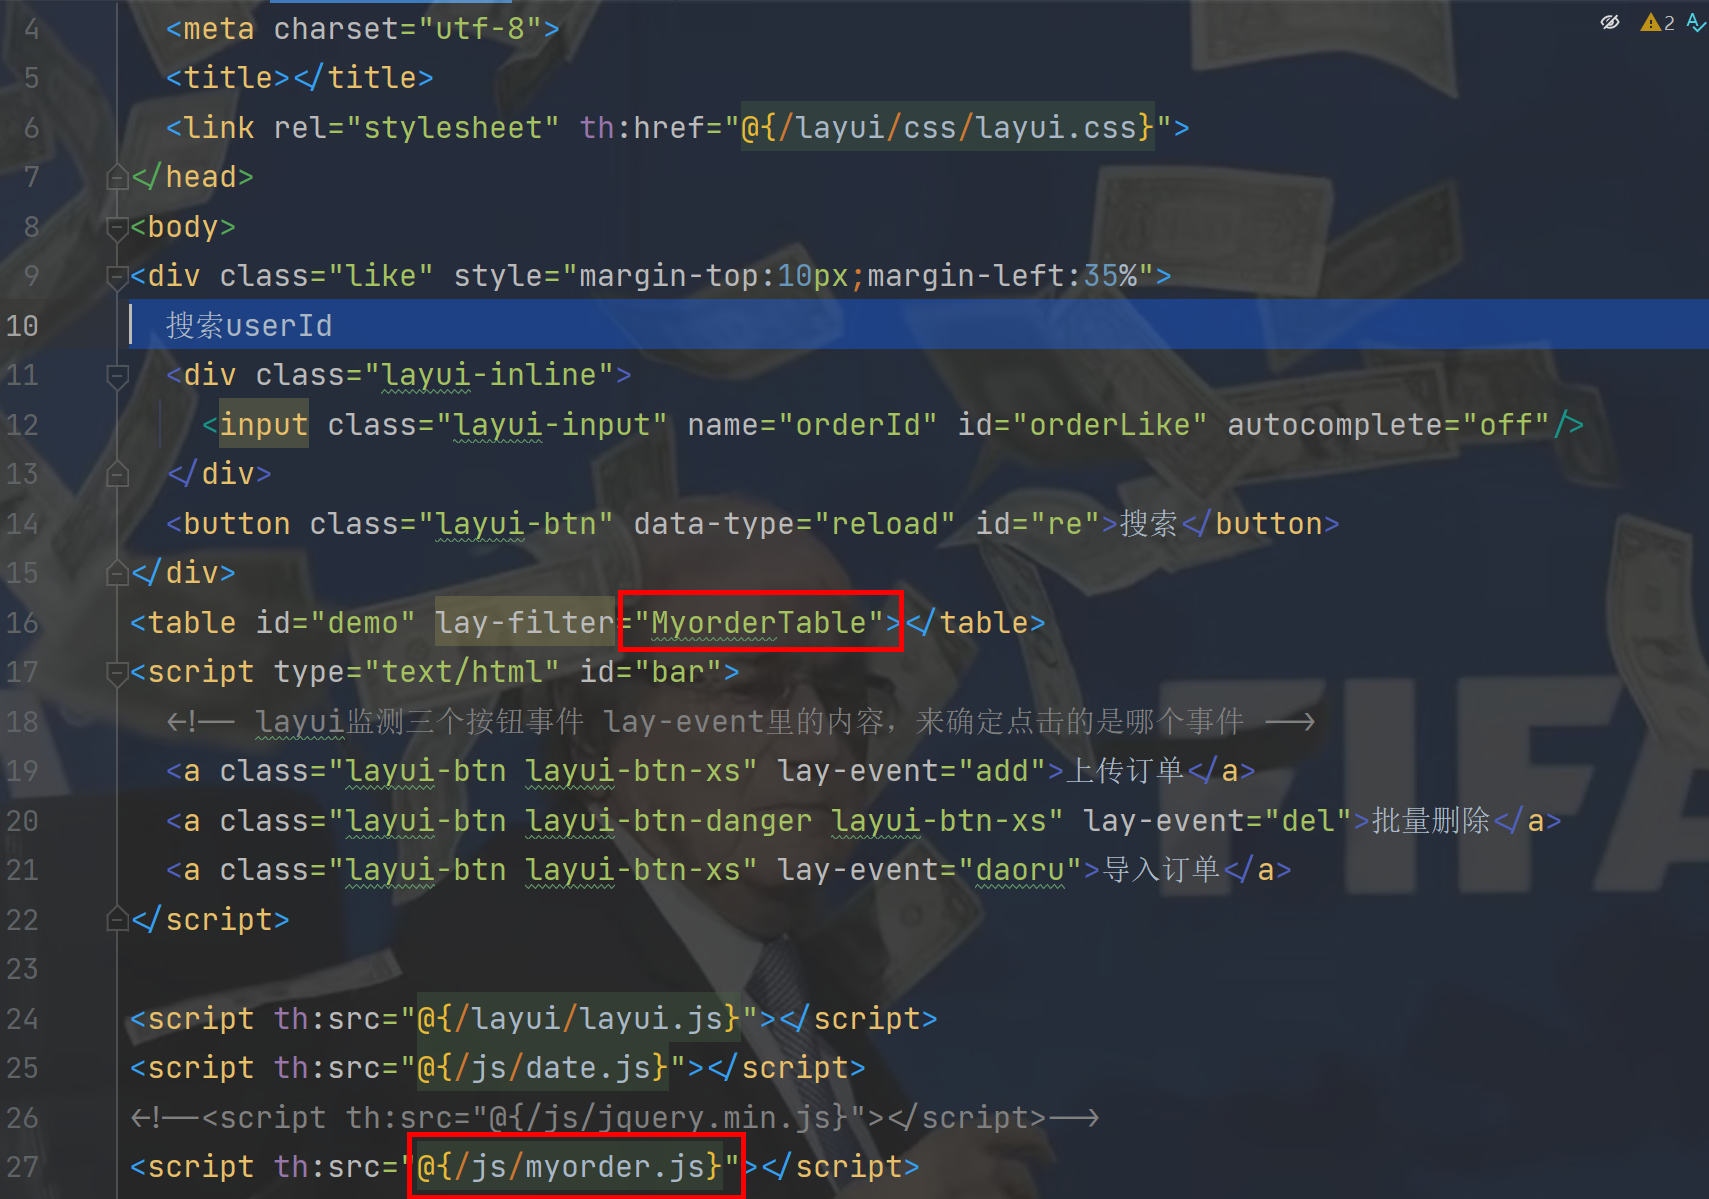 2
4 <meta charset="utf-8">
5 <title></title>
6 <link rel="stylesheet" th:href="@{/layui/css/layui.css}">
7 </head>
8 <body>
9 <div class="like" style="margin-top:10px;margin-left:35%">
10 搜索userId
11 <div class="layui-inline">
12 <input class="layui-input" name="orderId" id="orderLike" autocomplete="off"/>
13 </div>
14 <button class="layui-btn" data-type="reload" id="re">搜索</button>
15 </div>
16 <table id="demo" lay-filter="MyorderTable"></table>
17 <script type="text/html" id="bar">
18 <!-- layui监测三个按钮事件 lay-event里的内容，来确定点击的是哪个事件 -->
19 <a class="layui-btn layui-btn-xs" lay-event="add">上传订单</a>
20 <a class="layui-btn layui-btn-danger layui-btn-xs" lay-event="del">批量删除</a>
21 <a class="layui-btn layui-btn-xs" lay-event="daoru">导入订单</a>
22 </script>
23
24 <script th:src="@{/layui/layui.js}"></script>
25 <script th:src="@{/js/date.js}"></script>
26 <!--<script th:src="@{/js/jquery.min.js}"></script>-->
27 <script th:src="@{/js/myorder.js}"></script>
FIFA